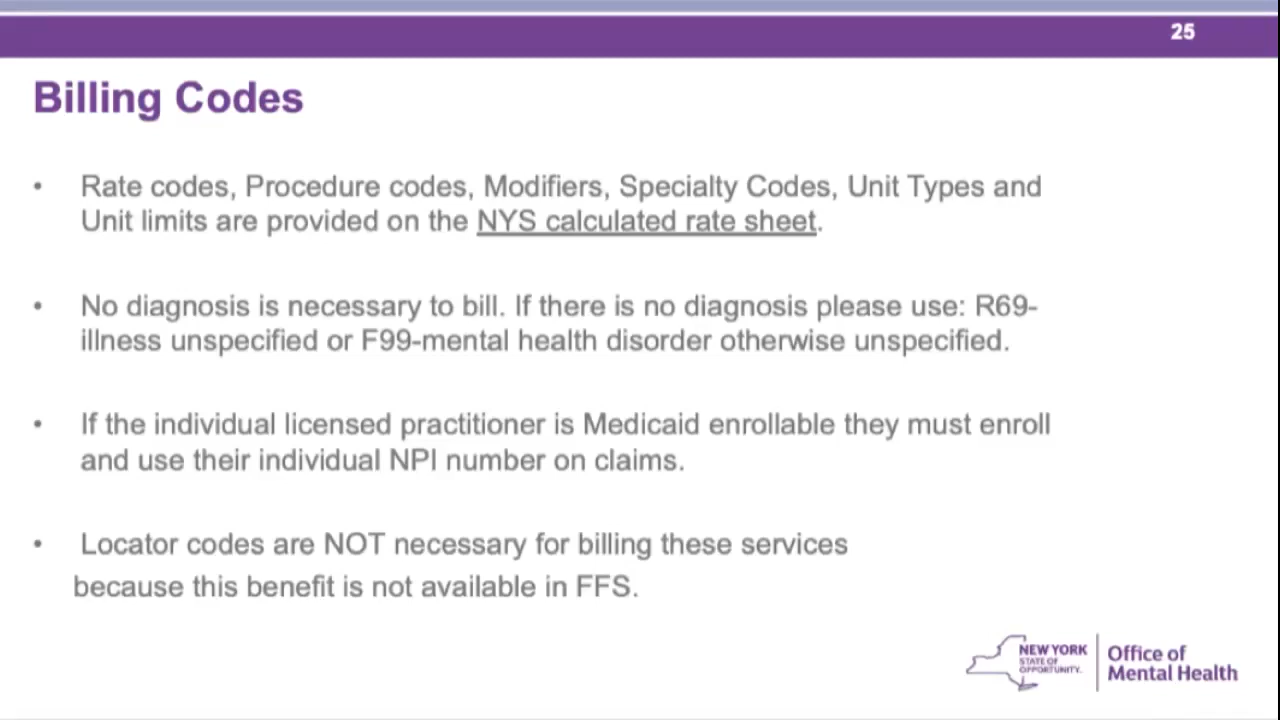 25
Billing Codes
• Rate codes, Procedure codes, Modifiers, Specialty Codes, Unit Types and
Unit limits are provided on the NYS calculated rate sheet.
• No diagnosis is necessary to bill. If there is no diagnosis please use: R69-
illness unspecified or F99-mental health disorder otherwise unspecified.
• If the individual licensed practitioner is Medicaid enrollable they must enroll
and use their individual NPI number on claims.
• Locator codes are NOT necessary for billing these services
because this benefit is not available in FFS.
NEW YORK
STATE OF
OPPORTUNITY.
Office of
Mental Health